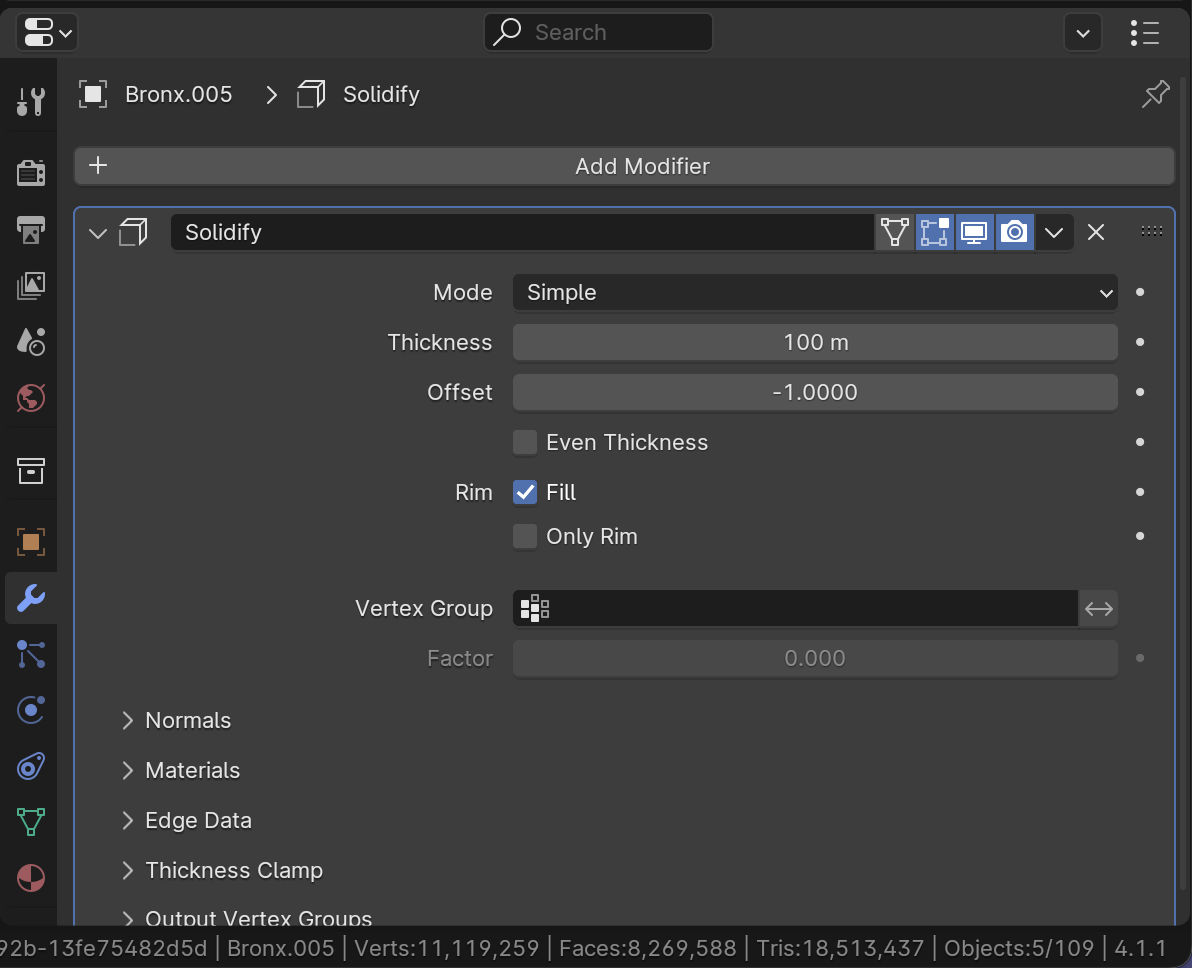 Search
Bronx.005 Solidify
Add Modifier
Solidify
Mode Simple
Thickness 100 m
Offset -1.0000
Even Thickness
Rim Fill
Only Rim
Vertex Group
Factor 0.000
Normals
Materials
Edge Data
Thickness Clamp
Output Vertex Groups
92b-13fe75482d5d | Bronx.005 | Verts:11,119,259 | Faces:8,269,588 | Tris:18,513,437 | Objects:5/109 | 4.1.1